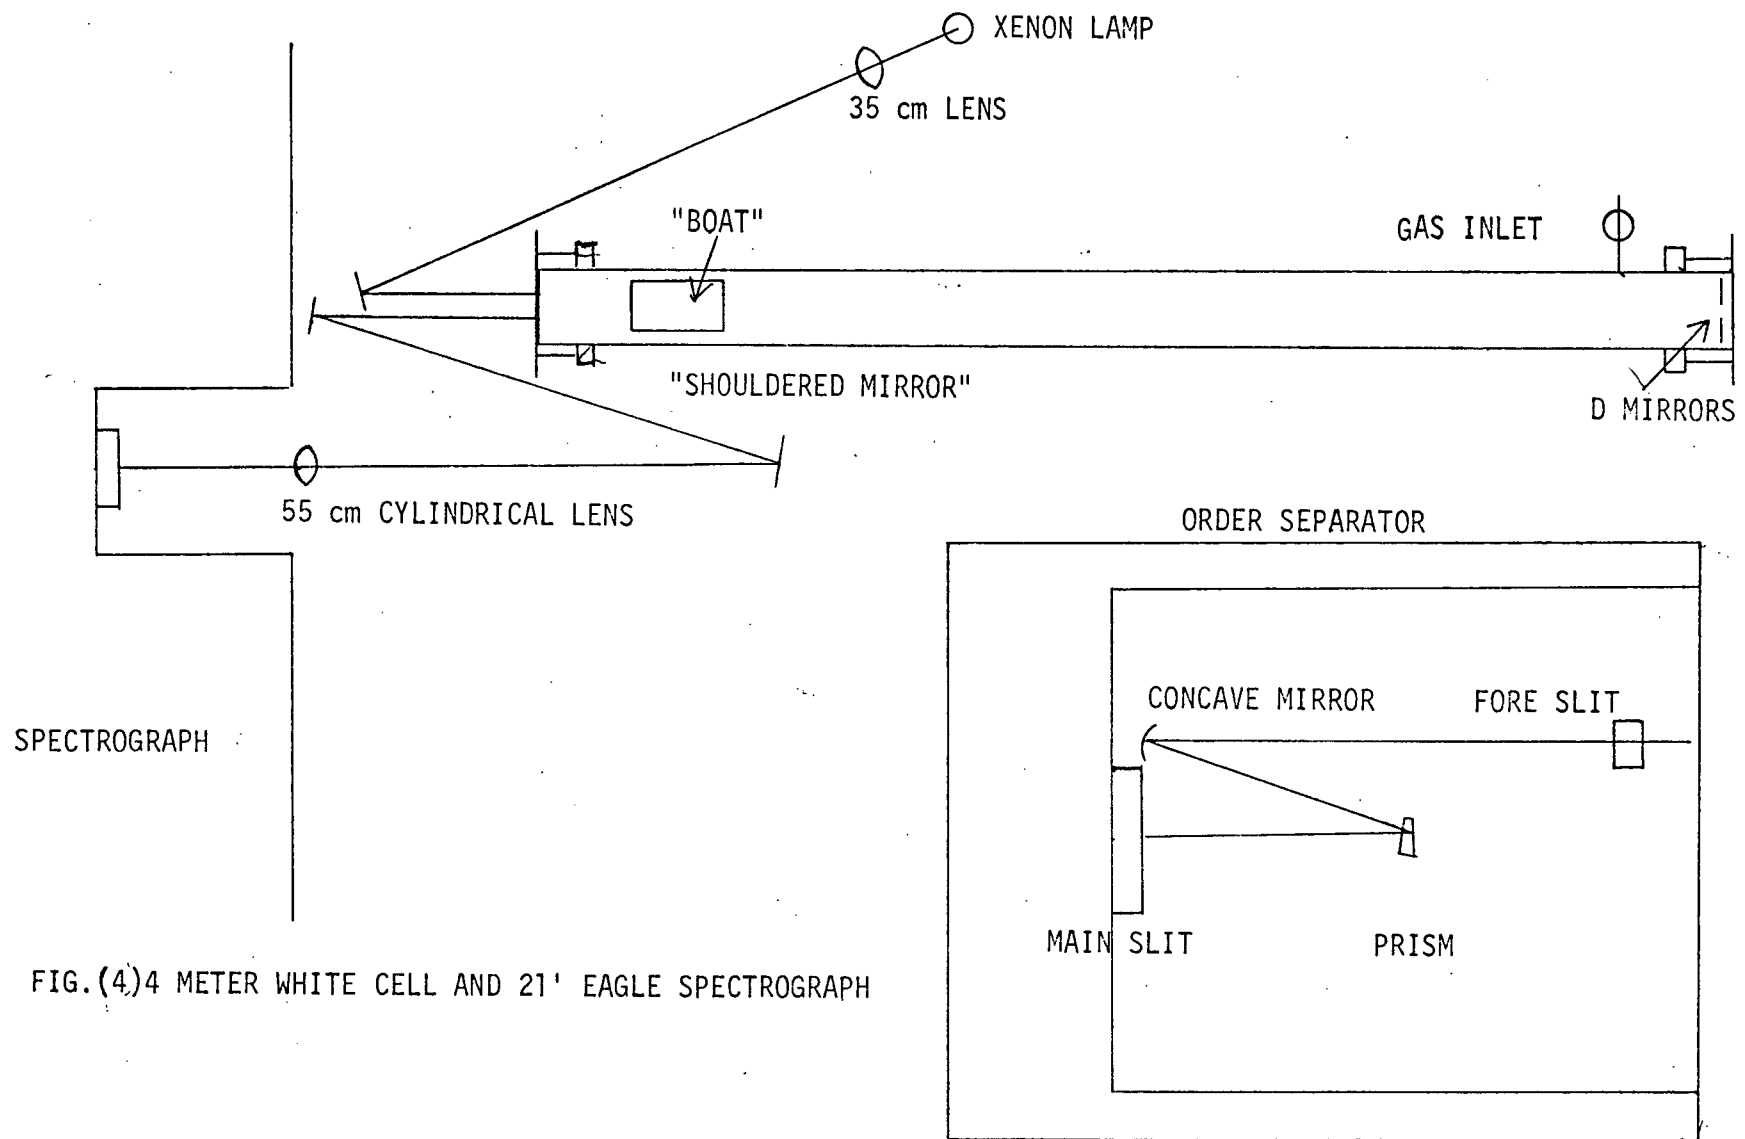 XENON LAMP
35 cm LENS
"BOAT"
GAS INLET
"SHOULDERED MIRROR"
D MIRRORS
55 cm CYLINDRICAL LENS
ORDER SEPARATOR
CONCAVE MIRROR
FORE SLIT
SPECTROGRAPH
MAIN SLIT
PRISM
FIG.(4)4 METER WHITE CELL AND 21' EAGLE SPECTROGRAPH